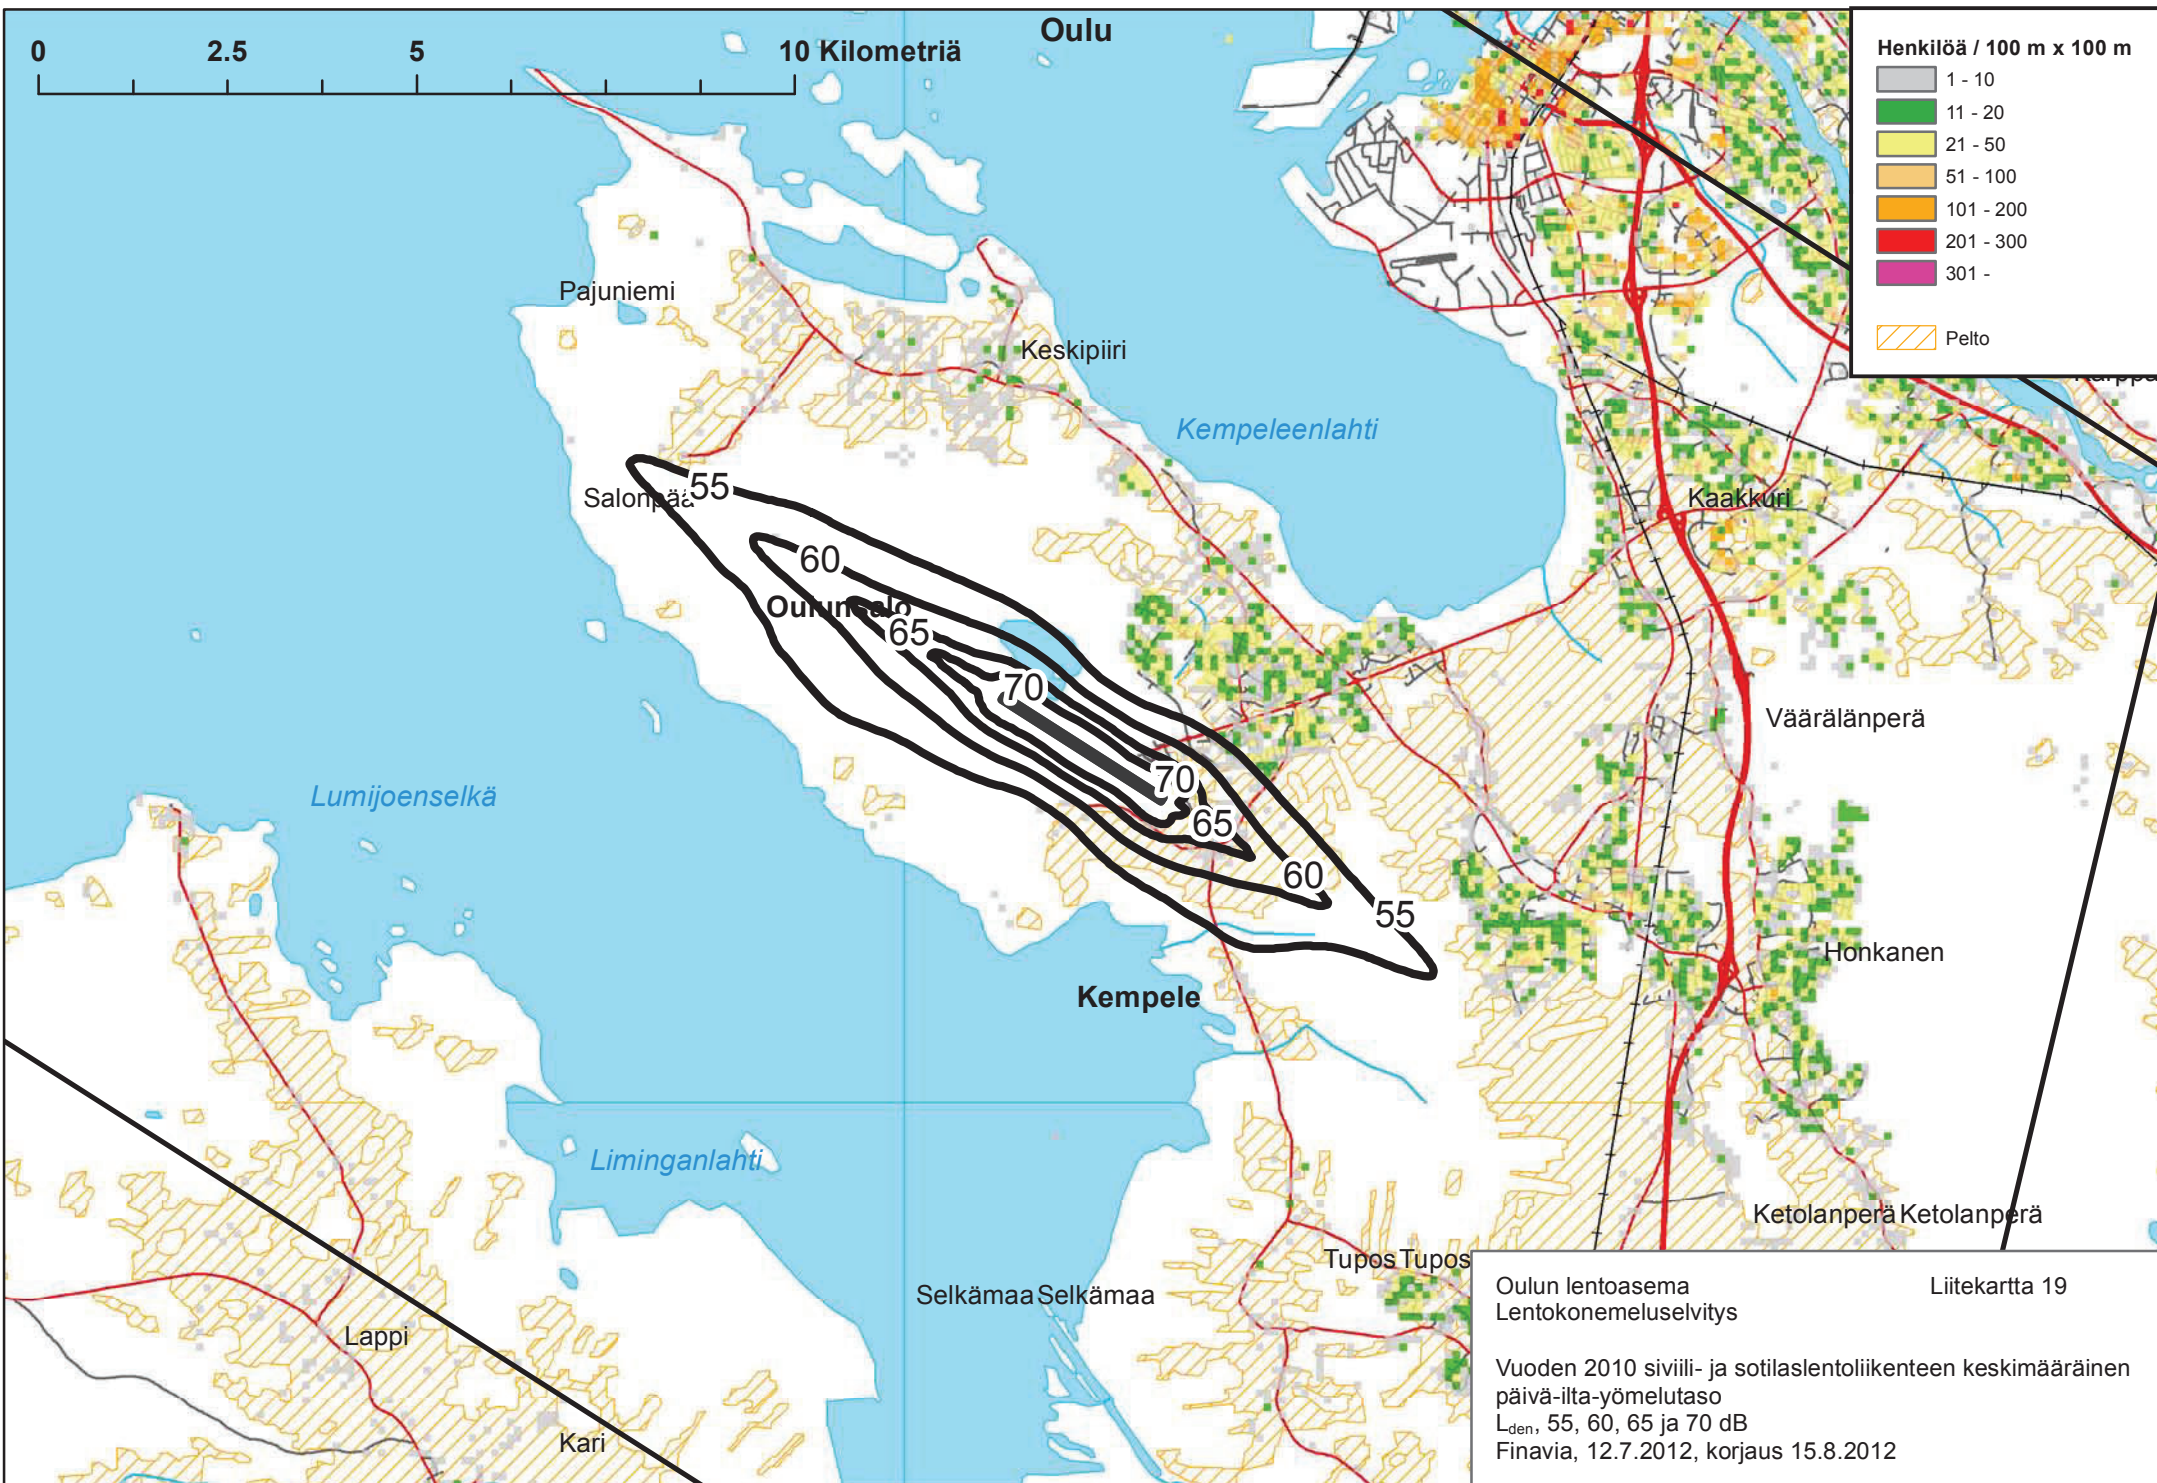 0 2.5 5 10 Kilometriä
Oulu
Henkilöä / 100 m x 100 m
1 - 10
11 - 20
21 - 50
51 - 100
101 - 200
201 - 300
301 -
Pelto
Pajuniemi
Keskipiiri
Kempeleenlahti
Salonpää
55
Kaakkuri
60
Oulunsalo
65
70
Väärälänperä
70
Lumijoenselkä
65
60
55
Honkanen
Kempele
Liminganlahti
Ketolanperä Ketolanperä
Tupos Tupos
Selkämaa Selkämaa
Lappi
Kari
Oulun lentoasema Liitekartta 19
Lentokonemeluselvitys
Vuoden 2010 siviili- ja sotilaslentoliikenteen keskimääräinen
päivä-ilta-yömelutaso
Lden, 55, 60, 65 ja 70 dB
Finavia, 12.7.2012, korjaus 15.8.2012